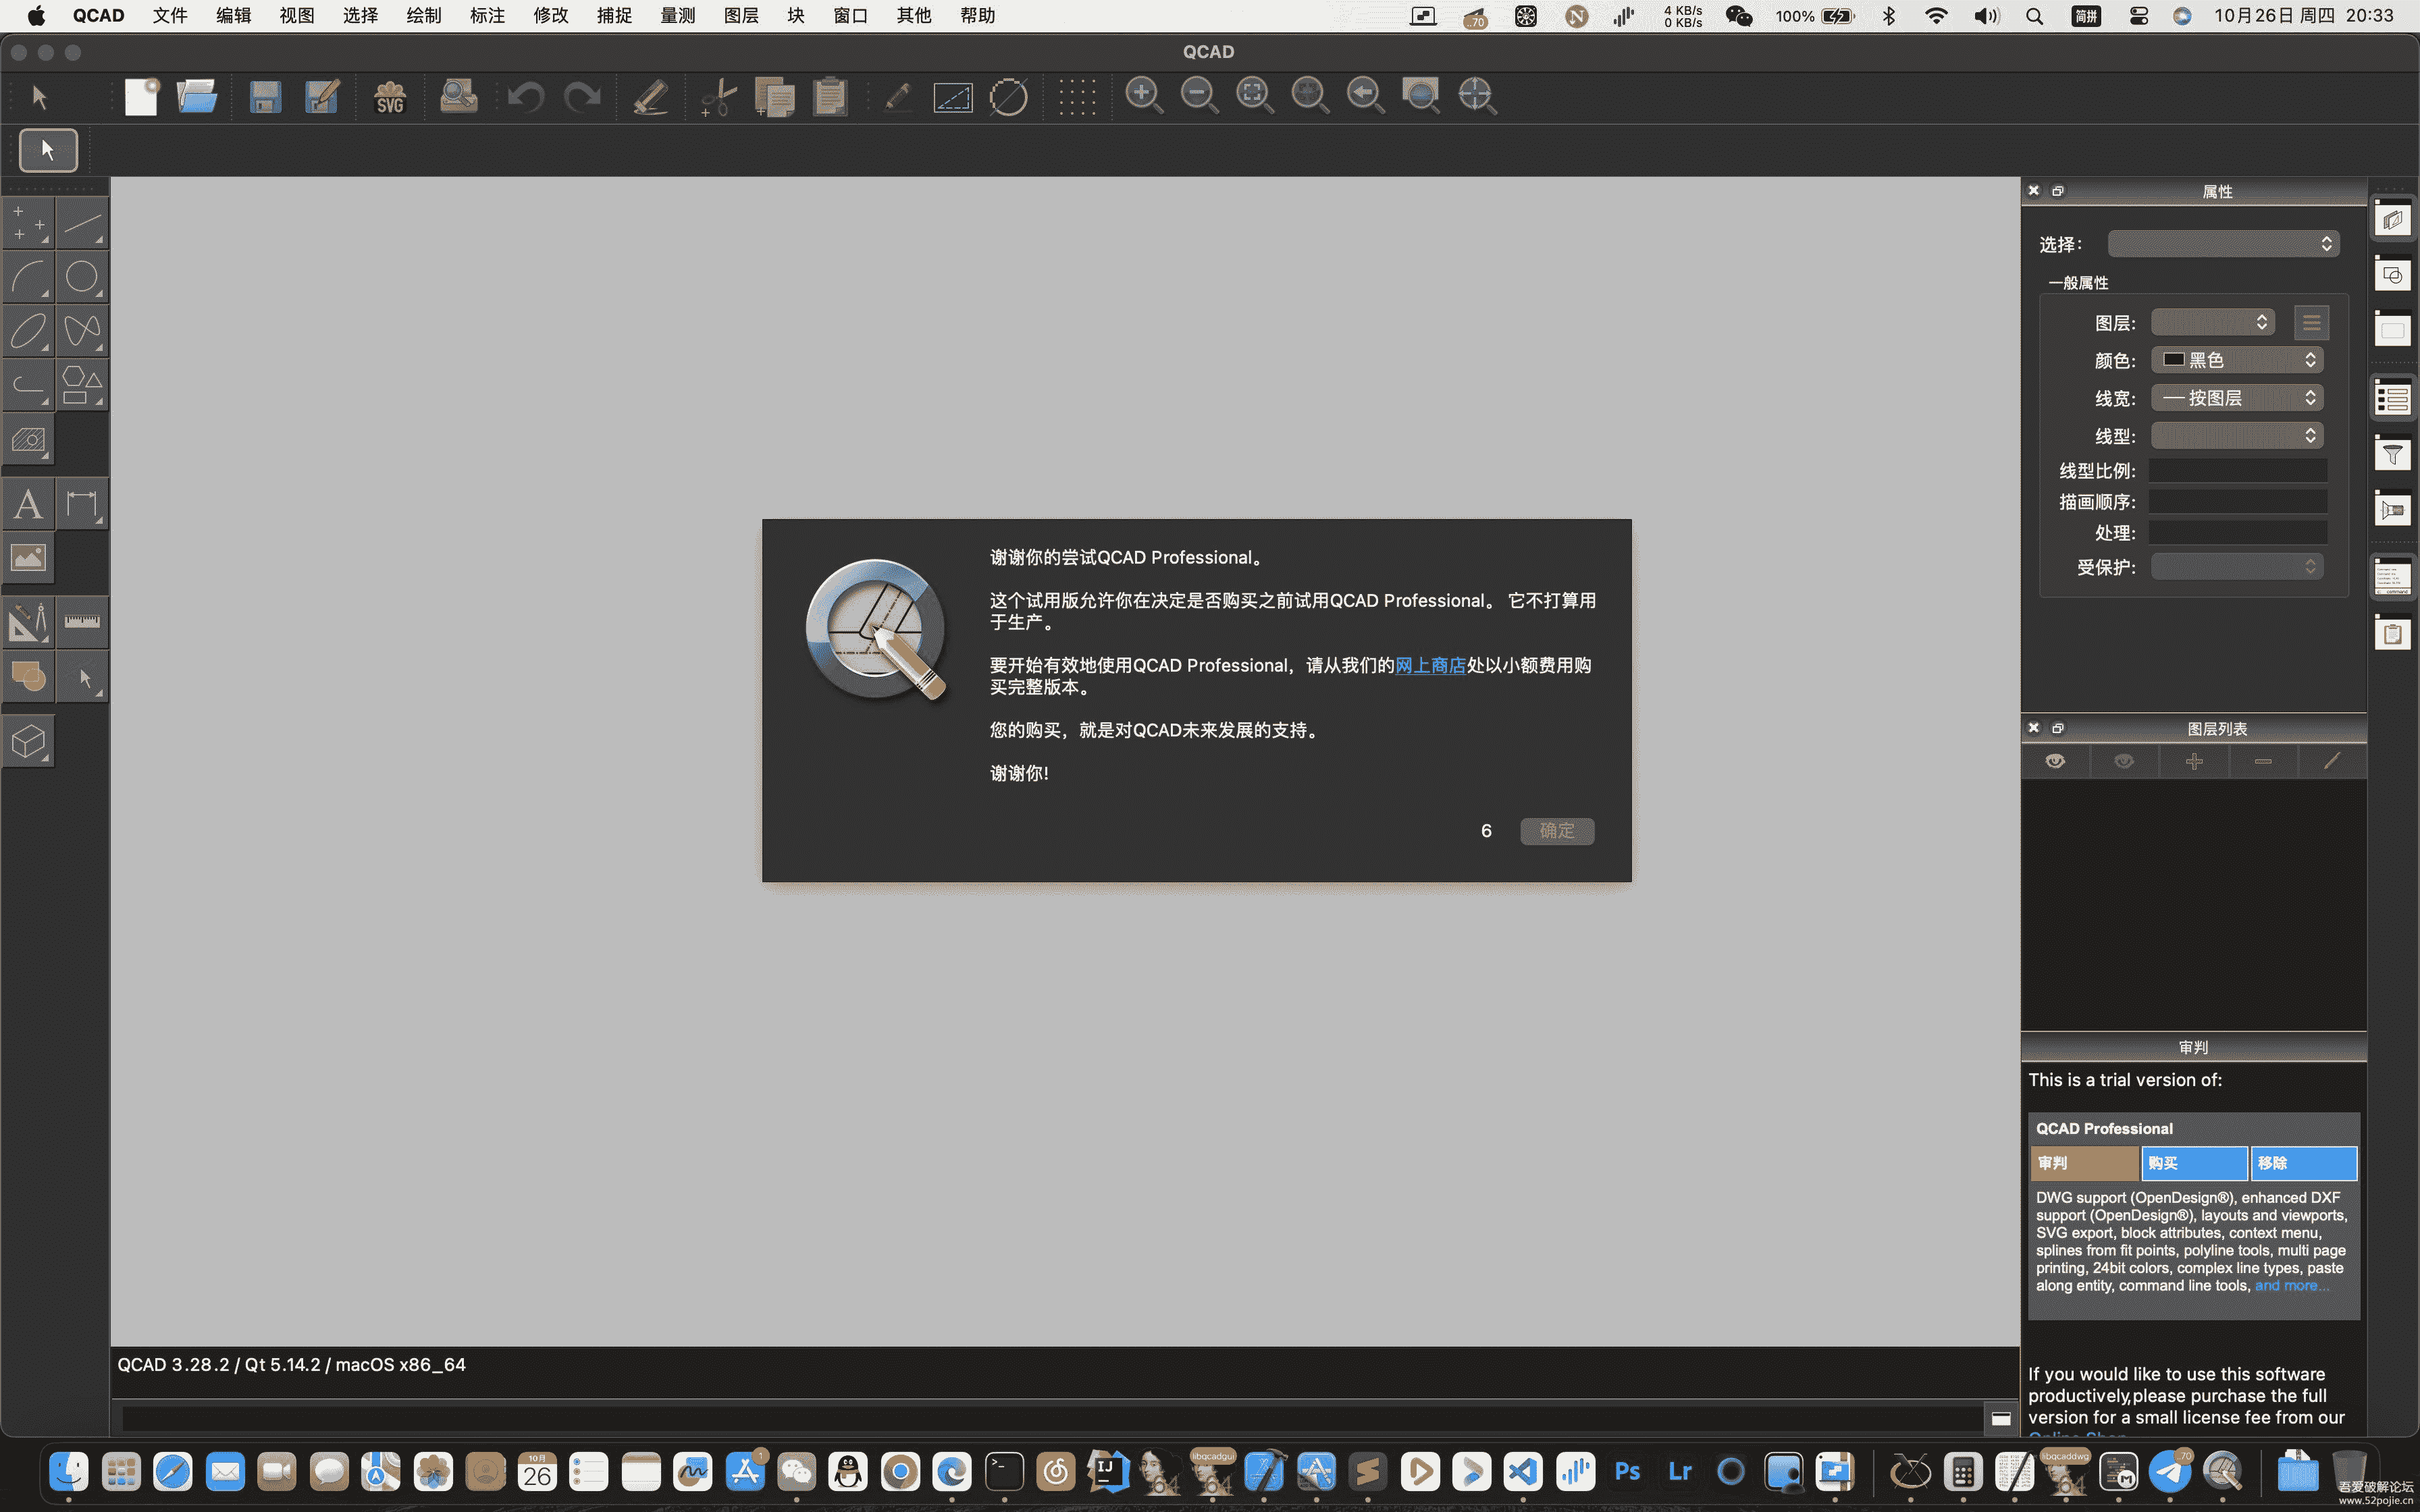 QCAD 文件 编辑 视图 选择 绘制 标注 修改 捕捉 量测 图层 块 窗口 其他 帮助 ..70 N 4 KB/s 0 KB/s 100% 简拼 10月26日 周四 20:33
QCAD
SVG
属性
选择:
一般属性
图层:
颜色: 黑色
线宽: 按图层
线型:
线型比例:
描画顺序:
处理:
受保护:
A
谢谢你的尝试QCAD Professional。
这个试用版允许你在决定是否购买之前试用QCAD Professional。 它不打算用
于生产。
要开始有效地使用QCAD Professional，请从我们的网上商店处以小额费用购
买完整版本。
您的购买，就是对QCAD未来发展的支持。
谢谢你!
6 确定
图层列表
审判
This is a trial version of:
QCAD Professional
审判 购买 移除
DWG support (OpenDesign®), enhanced DXF
support (OpenDesign®), layouts and viewports,
SVG export, block attributes, context menu,
splines from fit points, polyline tools, multi page
printing, 24bit colors, complex line types, paste
along entity, command line tools, and more...
If you would like to use this software
productively,please purchase the full
version for a small license fee from our
Online Shop
QCAD 3.28.2 / Qt 5.14.2 / macOS x86_64
10月
26
1
IJ
libqcadgui
Ps
Lr
libqcaddwg
70
吾爱破解论坛
www.52pojie.cn